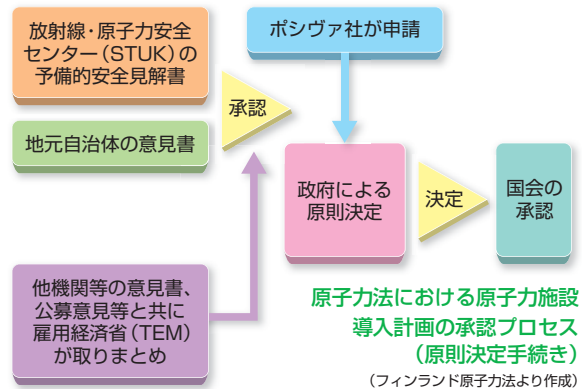 放射線・原子力安全
センター(STUK)の
予備的安全見解書
ポシヴァ社が申請
承認
地元自治体の意見書
政府による
原則決定
決定
国会の
承認
他機関等の意見書、
公募意見等と共に
雇用経済省(TEM)
が取りまとめ
原子力法における原子力施設
導入計画の承認プロセス
(原則決定手続き)
(フィンランド原子力法より作成)